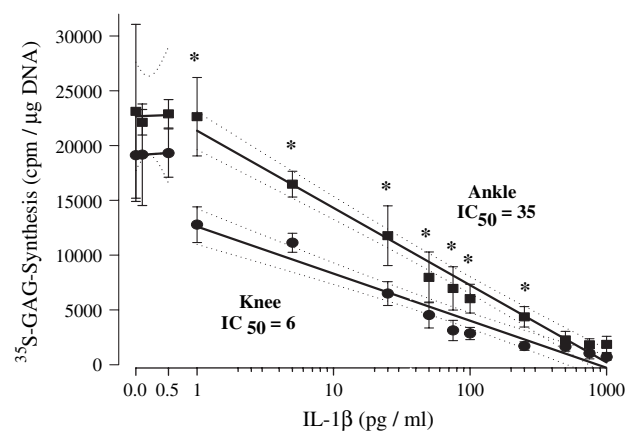 ³⁵S-GAG-Synthesis (cpm / µg DNA)
30000
25000
20000
15000
10000
5000
0
* * * * * * *
Ankle
IC₅₀ = 35
Knee
IC ₅₀ = 6
0.0 0.5 1 10 100 1000
IL-1β (pg / ml)